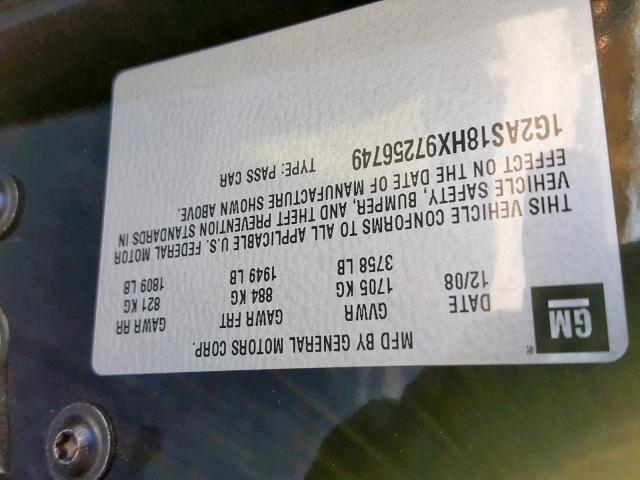 GM
MFD BY GENERAL MOTORS CORP.
DATE GVWR GAWR FRT GAWR RR
12/08 1705 KG 884 KG 821 KG
3758 LB 1949 LB 1809 LB
THIS VEHICLE CONFORMS TO ALL APPLICABLE U.S. FEDERAL MOTOR
VEHICLE SAFETY, BUMPER, AND THEFT PREVENTION STANDARDS IN
EFFECT ON THE DATE OF MANUFACTURE SHOWN ABOVE.
1G2AS18HX97256749 TYPE: PASS CAR